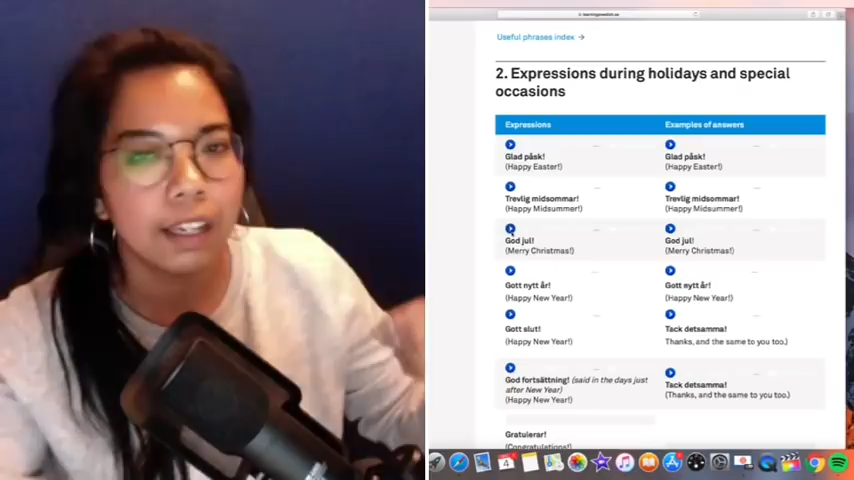 learningswedish.se
Useful phrases index →
2. Expressions during holidays and special
occasions
Expressions Examples of answers
Glad påsk! Glad påsk!
(Happy Easter!) (Happy Easter!)
Trevlig midsommar! Trevlig midsommar!
(Happy Midsummer!) (Happy Midsummer!)
God jul! God jul!
(Merry Christmas!) (Merry Christmas!)
Gott nytt år! Gott nytt år!
(Happy New Year!) (Happy New Year!)
Gott slut! Tack detsamma!
(Happy New Year!) Thanks, and the same to you too.)
God fortsättning! (said in the days just
after New Year) Tack detsamma!
(Happy New Year!) (Thanks, and the same to you too.)
Gratulerar!
(Congratulations!)
4